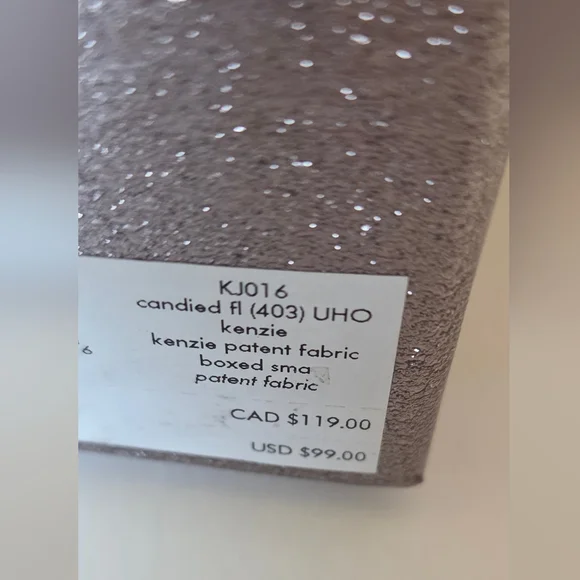 KJ016
candied fl (403) UHO
kenzie
kenzie patent fabric
boxed sma
patent fabric
6
CAD $119.00
USD $99.00